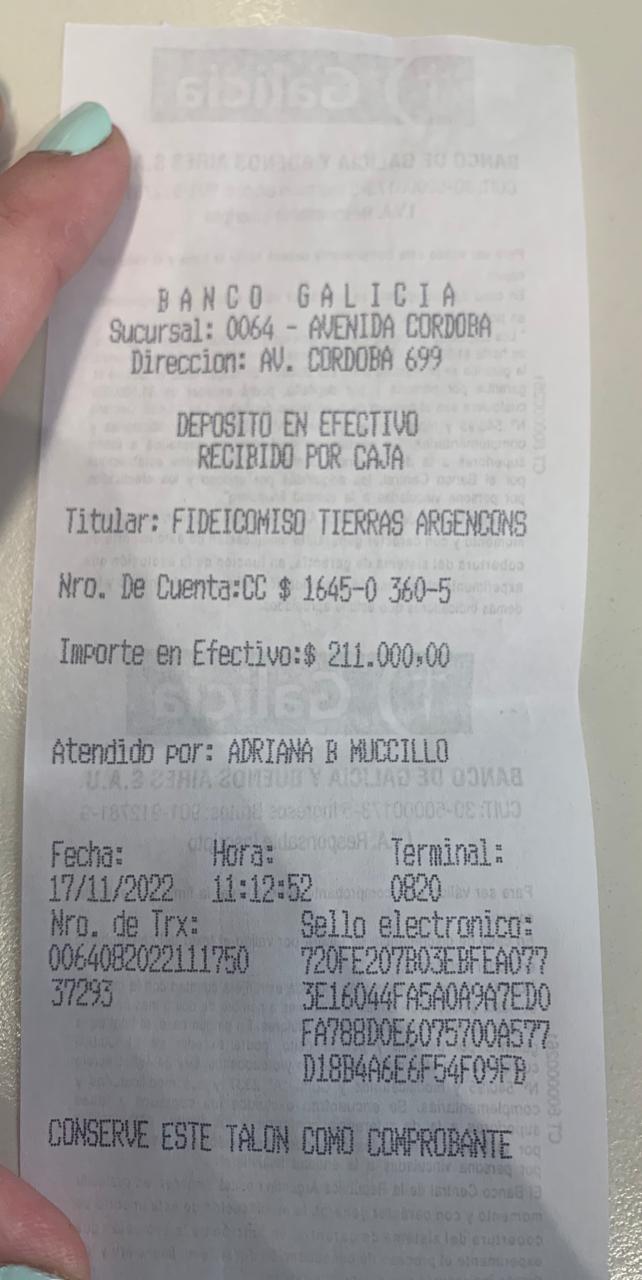 BANCO GALICIA
Sucursal: 0064 - AVENIDA CORDOBA
Direccion: AV. CORDOBA 699
DEPOSITO EN EFECTIVO
RECIBIDO POR CAJA
Titular: FIDEICOMISO TIERRAS ARGENCONS
Nro. De Cuenta:CC $ 1645-0 360-5
Importe en Efectivo:$ 211.000,00
Atendido por: ADRIANA B MUCCILLO
Fecha: Hora: Terminal:
17/11/2022 11:12:52 0820
Nro. de Trx: Sello electronico:
0064082022111750 720FE207B03EBFEA077
37293 3E16044FA5A0A9A7ED0
FA788D0E6075700A577
D18B4A6E6F54F09FB
CONSERVE ESTE TALON COMO COMPROBANTE